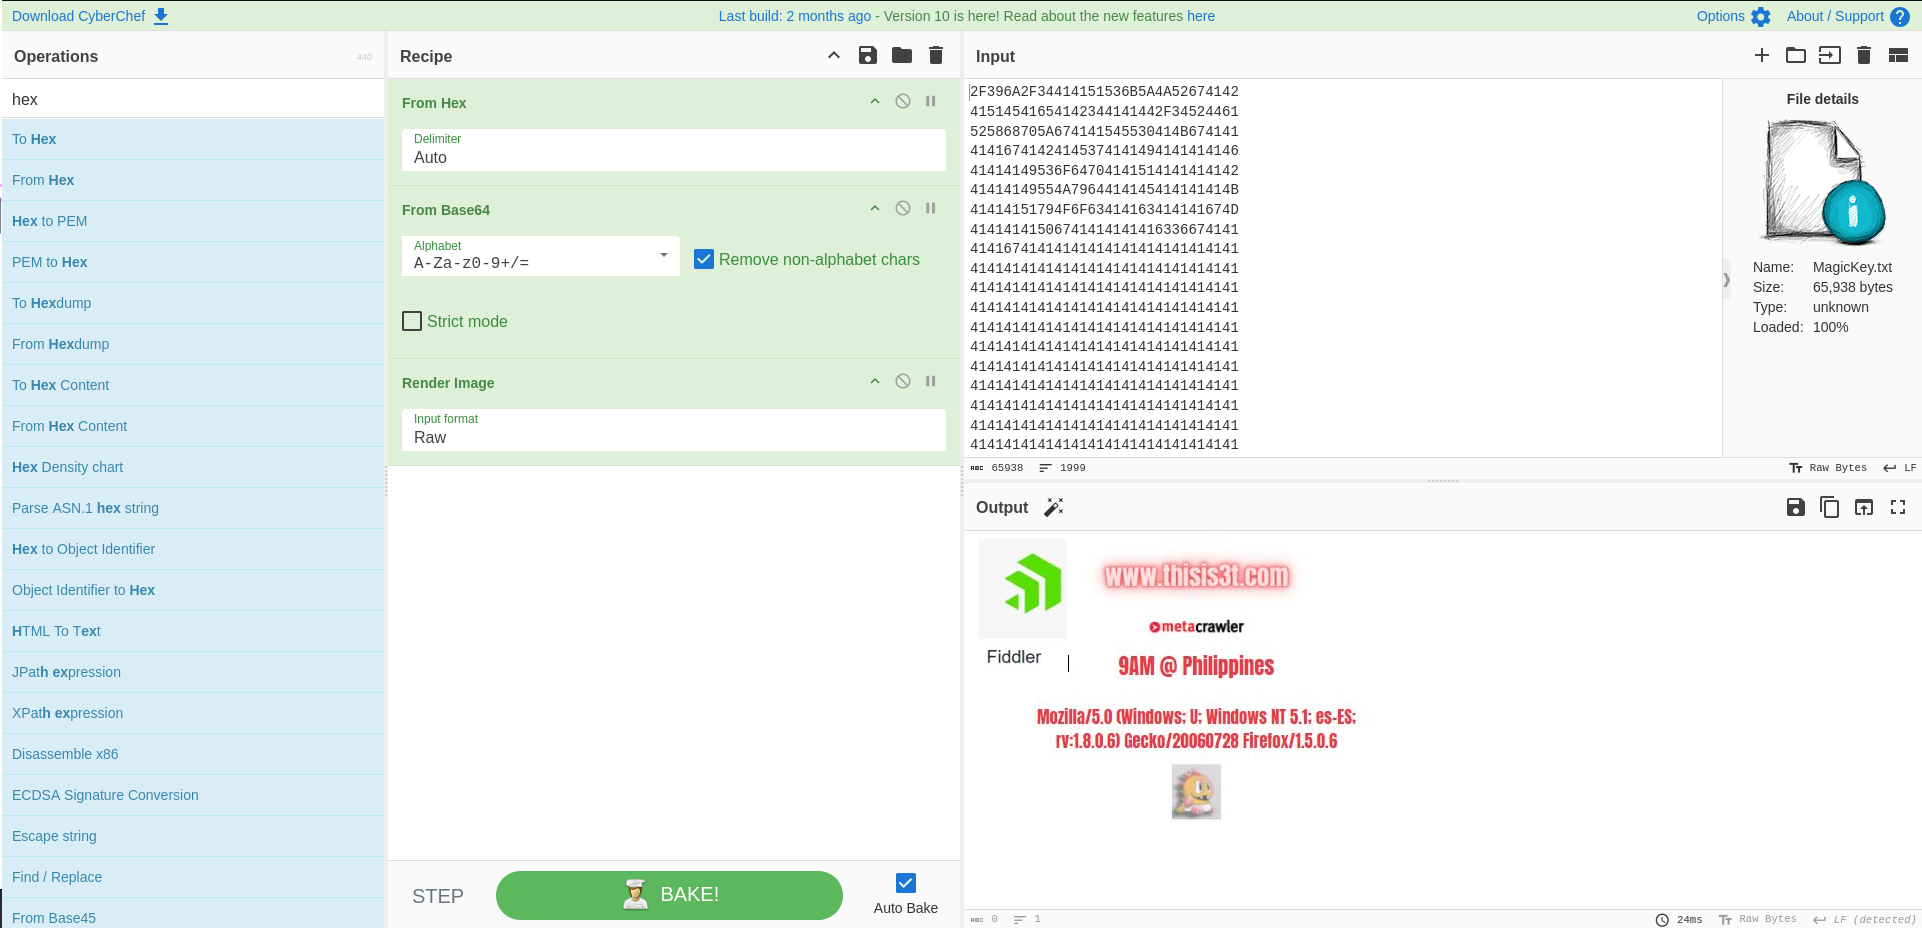 Download CyberChef
Last build: 2 months ago - Version 10 is here! Read about the new features here
Options
About / Support
Operations
440
hex
To Hex
From Hex
Hex to PEM
PEM to Hex
To Hexdump
From Hexdump
To Hex Content
From Hex Content
Hex Density chart
Parse ASN.1 hex string
Hex to Object Identifier
Object Identifier to Hex
HTML To Text
JPath expression
XPath expression
Disassemble x86
ECDSA Signature Conversion
Escape string
Find / Replace
From Base45
Recipe
From Hex
Delimiter
Auto
From Base64
Alphabet
A-Za-z0-9+/=
Remove non-alphabet chars
Strict mode
Render Image
Input format
Raw
STEP
BAKE!
Auto Bake
Input
2F396A2F34414151536B5A4A52674142
41514541654142344141442F34524461
525868705A674141545530414B674141
41416741424145374141494141414146
41414149536F64704141514141414142
41414149554A79644141454141414A4B
41414151794F6F63414163414141674D
41414141506741414141416336674141
41416741414141414141414141414141
41414141414141414141414141414141
41414141414141414141414141414141
41414141414141414141414141414141
41414141414141414141414141414141
41414141414141414141414141414141
41414141414141414141414141414141
41414141414141414141414141414141
41414141414141414141414141414141
41414141414141414141414141414141
41414141414141414141414141414141
File details
Name: MagicKey.txt
Size: 65,938 bytes
Type: unknown
Loaded: 100%
ABC 65938 1999
Raw Bytes LF
Output
Fiddler
www.thisis3t.com
metacrawler
9AM @ Philippines
Mozilla/5.0 (Windows; U; Windows NT 5.1; es-ES;
rv:1.8.0.6) Gecko/20060728 Firefox/1.5.0.6
ABC 0 1
24ms Raw Bytes LF (detected)